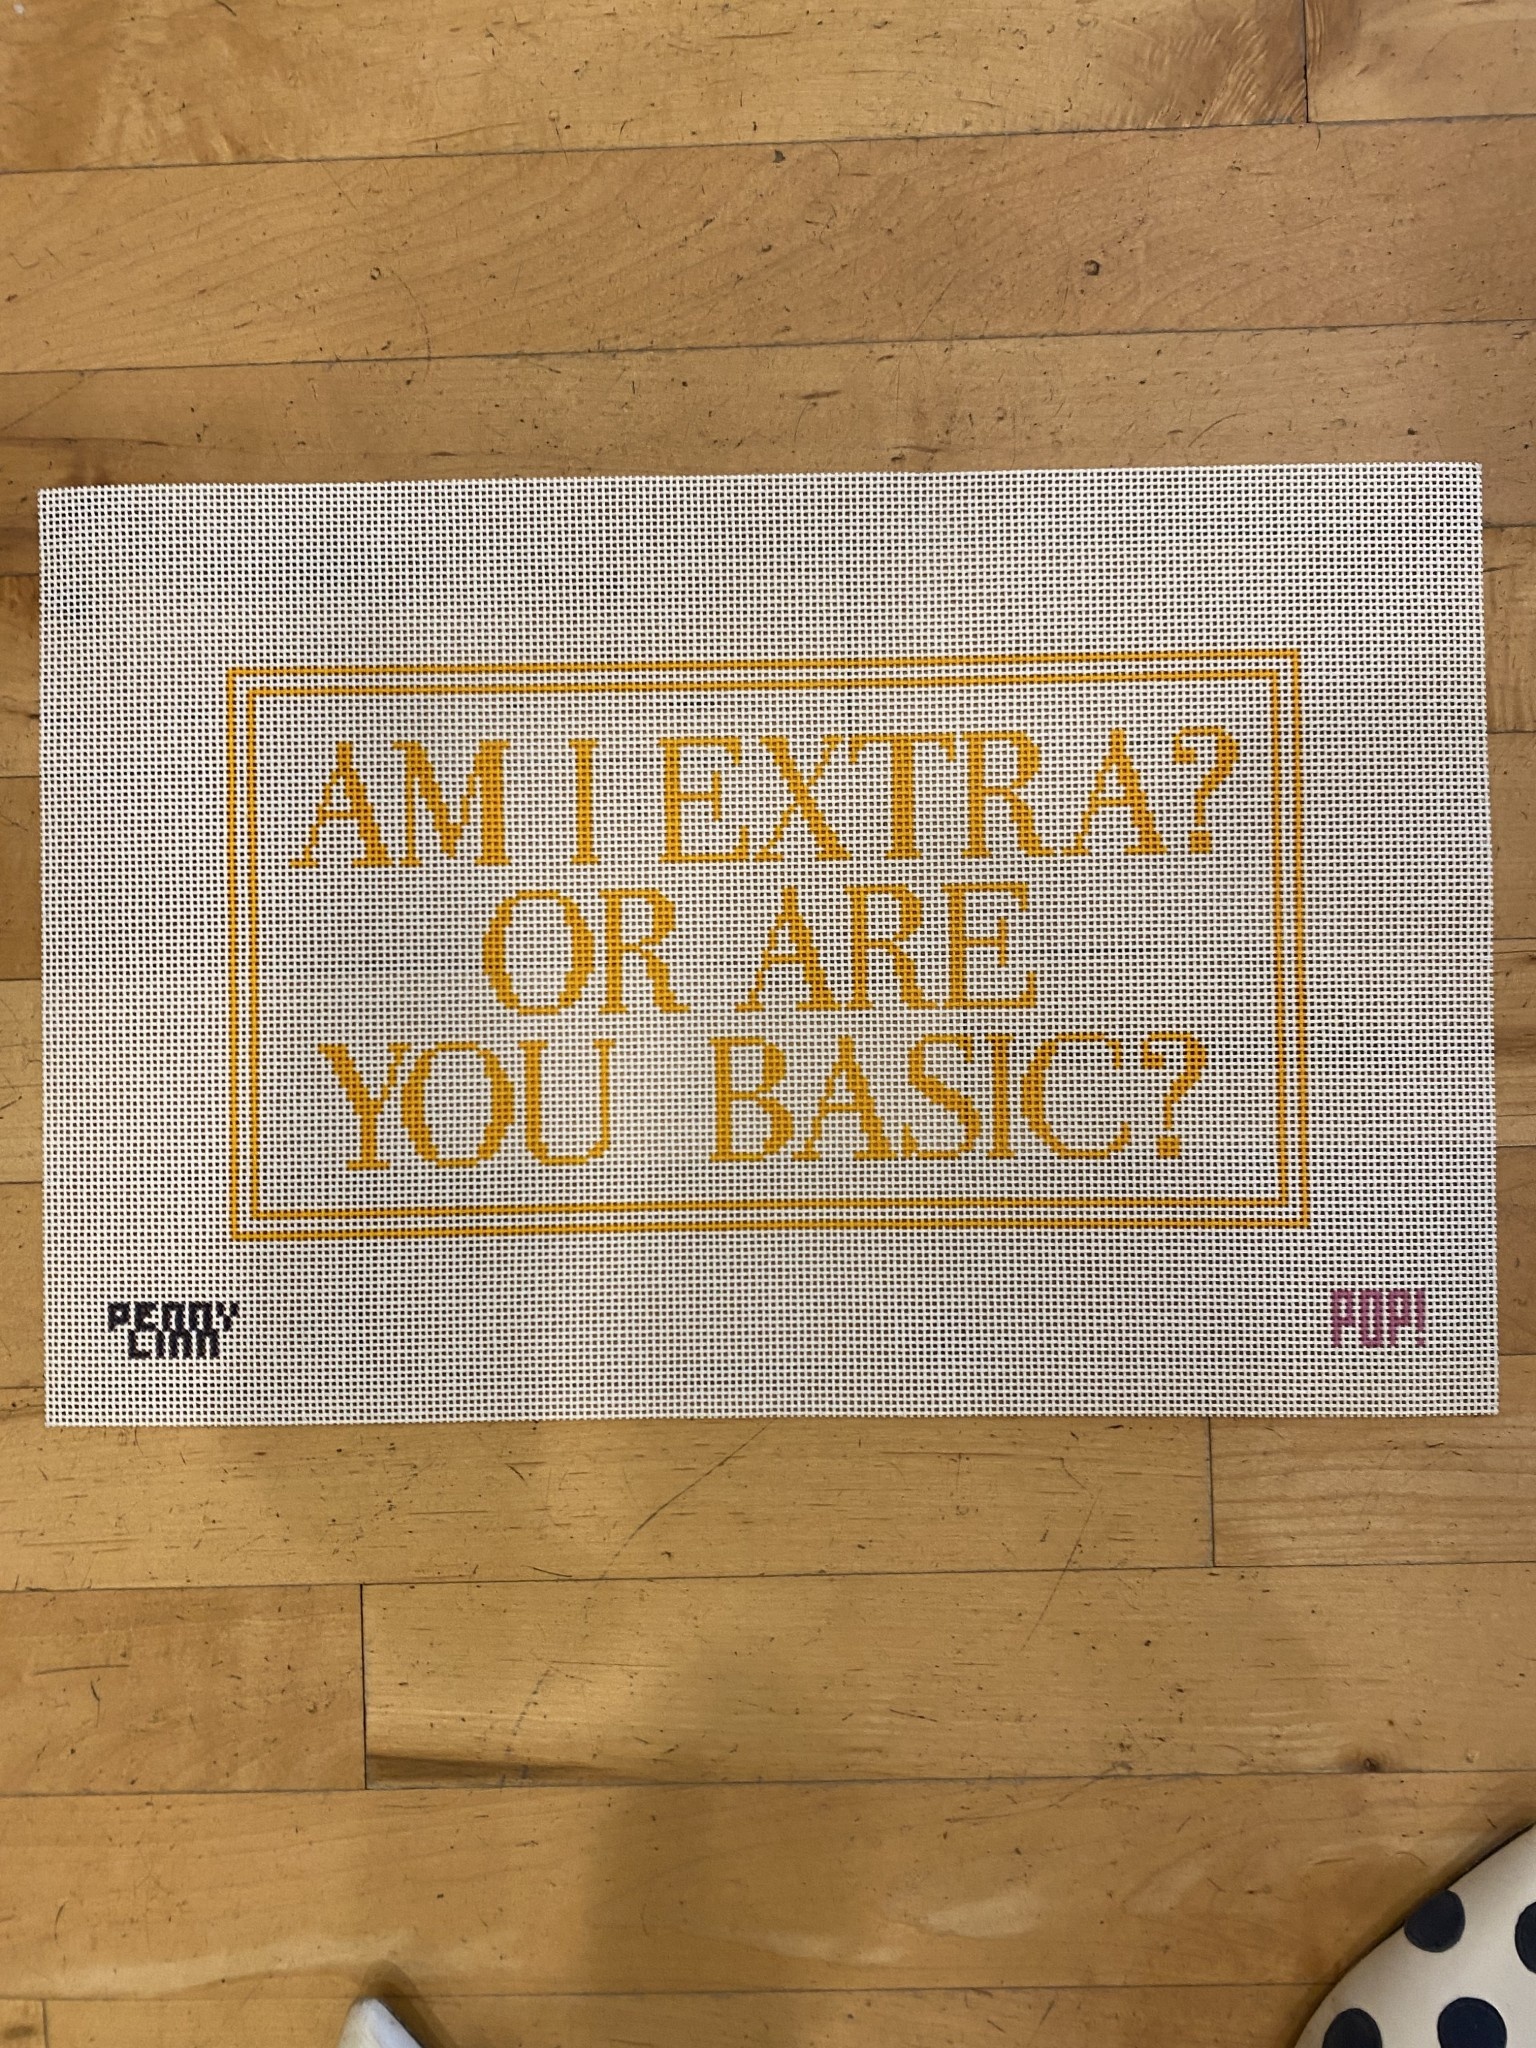 AM I EXTRA?
OR ARE
YOU BASIC?
PENNY
LINN
POP!